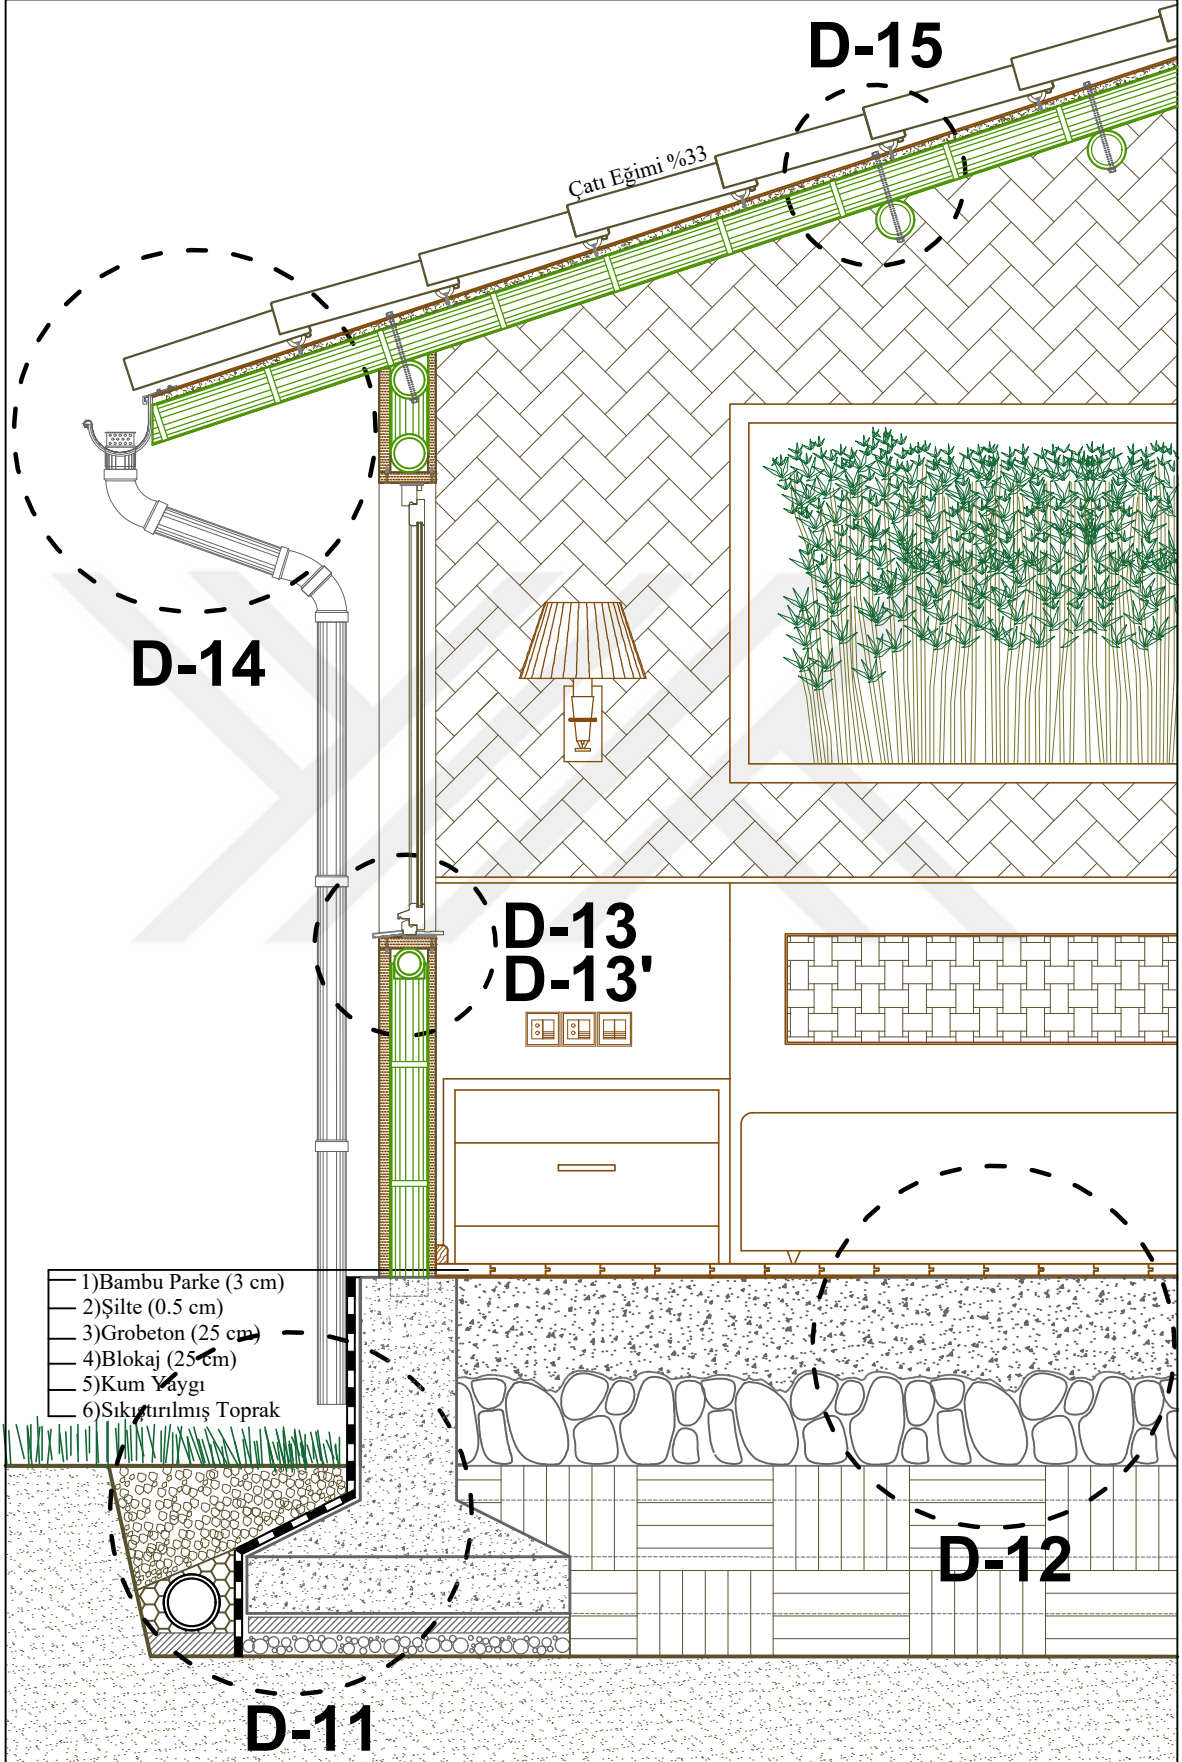 D-15
Çatı Eğimi %33
D-14
D-13
D-13'
1)Bambu Parke (3 cm)
2)Şilte (0.5 cm)
3)Grobeton (25 cm)
4)Blokaj (25 cm)
5)Kum Yaygı
6)Sıkıştırılmış Toprak
D-12
D-11